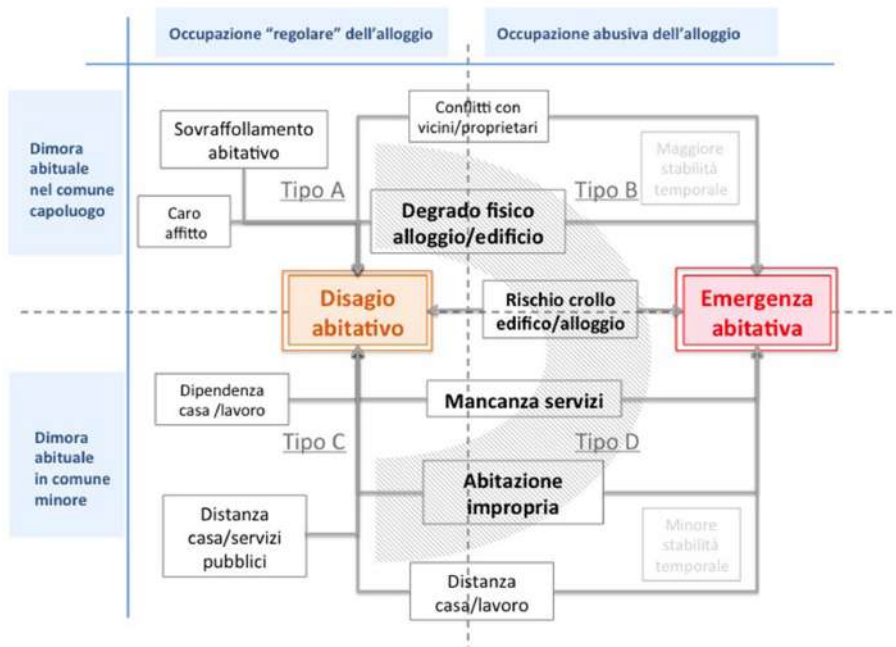 Occupazione “regolare” dell’alloggio
Occupazione abusiva dell’alloggio
Dimora
abituale
nel comune
capoluogo
Conflitti con
vicini/proprietari
Sovraffollamento
abitativo
Maggiore
stabilità
temporale
Tipo A
Tipo B
Caro
affitto
Degrado fisico
alloggio/edificio
Disagio
abitativo
Rischio crollo
edifico/alloggio
Emergenza
abitativa
Dipendenza
casa /lavoro
Mancanza servizi
Dimora
abituale
in comune
minore
Tipo C
Tipo D
Abitazione
impropria
Distanza
casa/servizi
pubblici
Minore
stabilità
temporale
Distanza
casa/lavoro